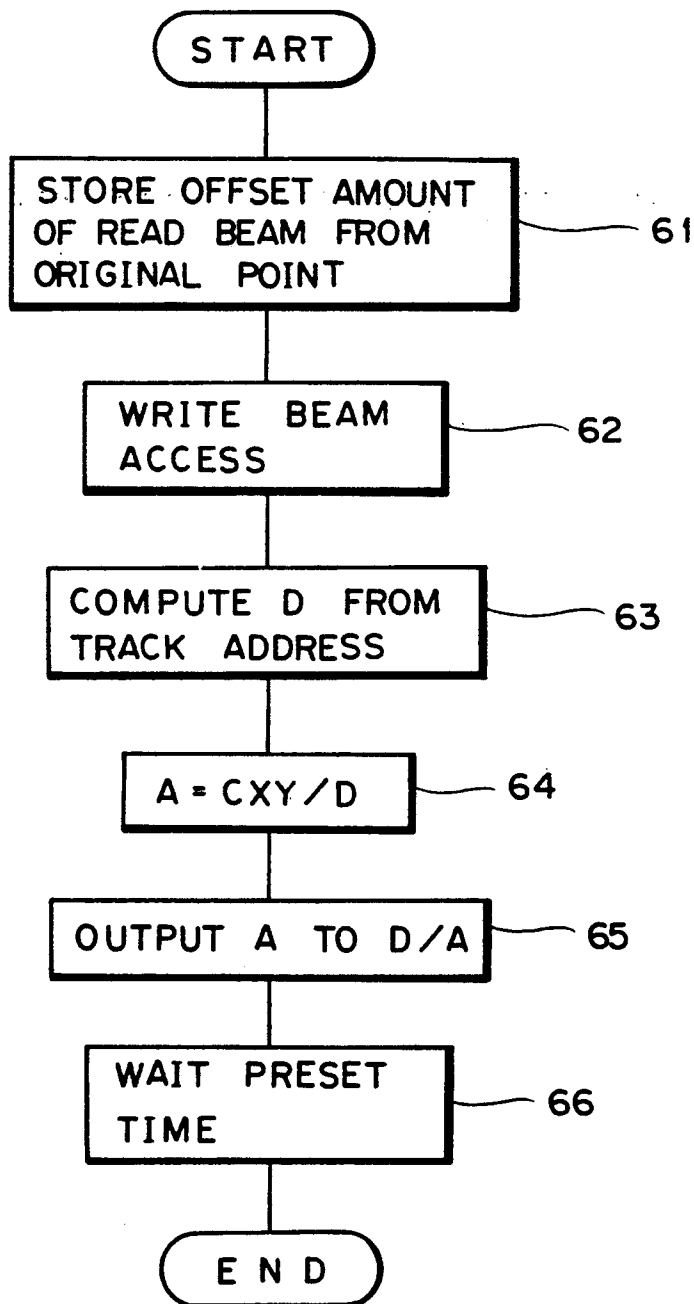 START
STORE OFFSET AMOUNT
OF READ BEAM FROM
ORIGINAL POINT
61
WRITE BEAM
ACCESS
62
COMPUTE D FROM
TRACK ADDRESS
63
A = CXY/D
64
OUTPUT A TO D/A
65
WAIT PRESET
TIME
66
END